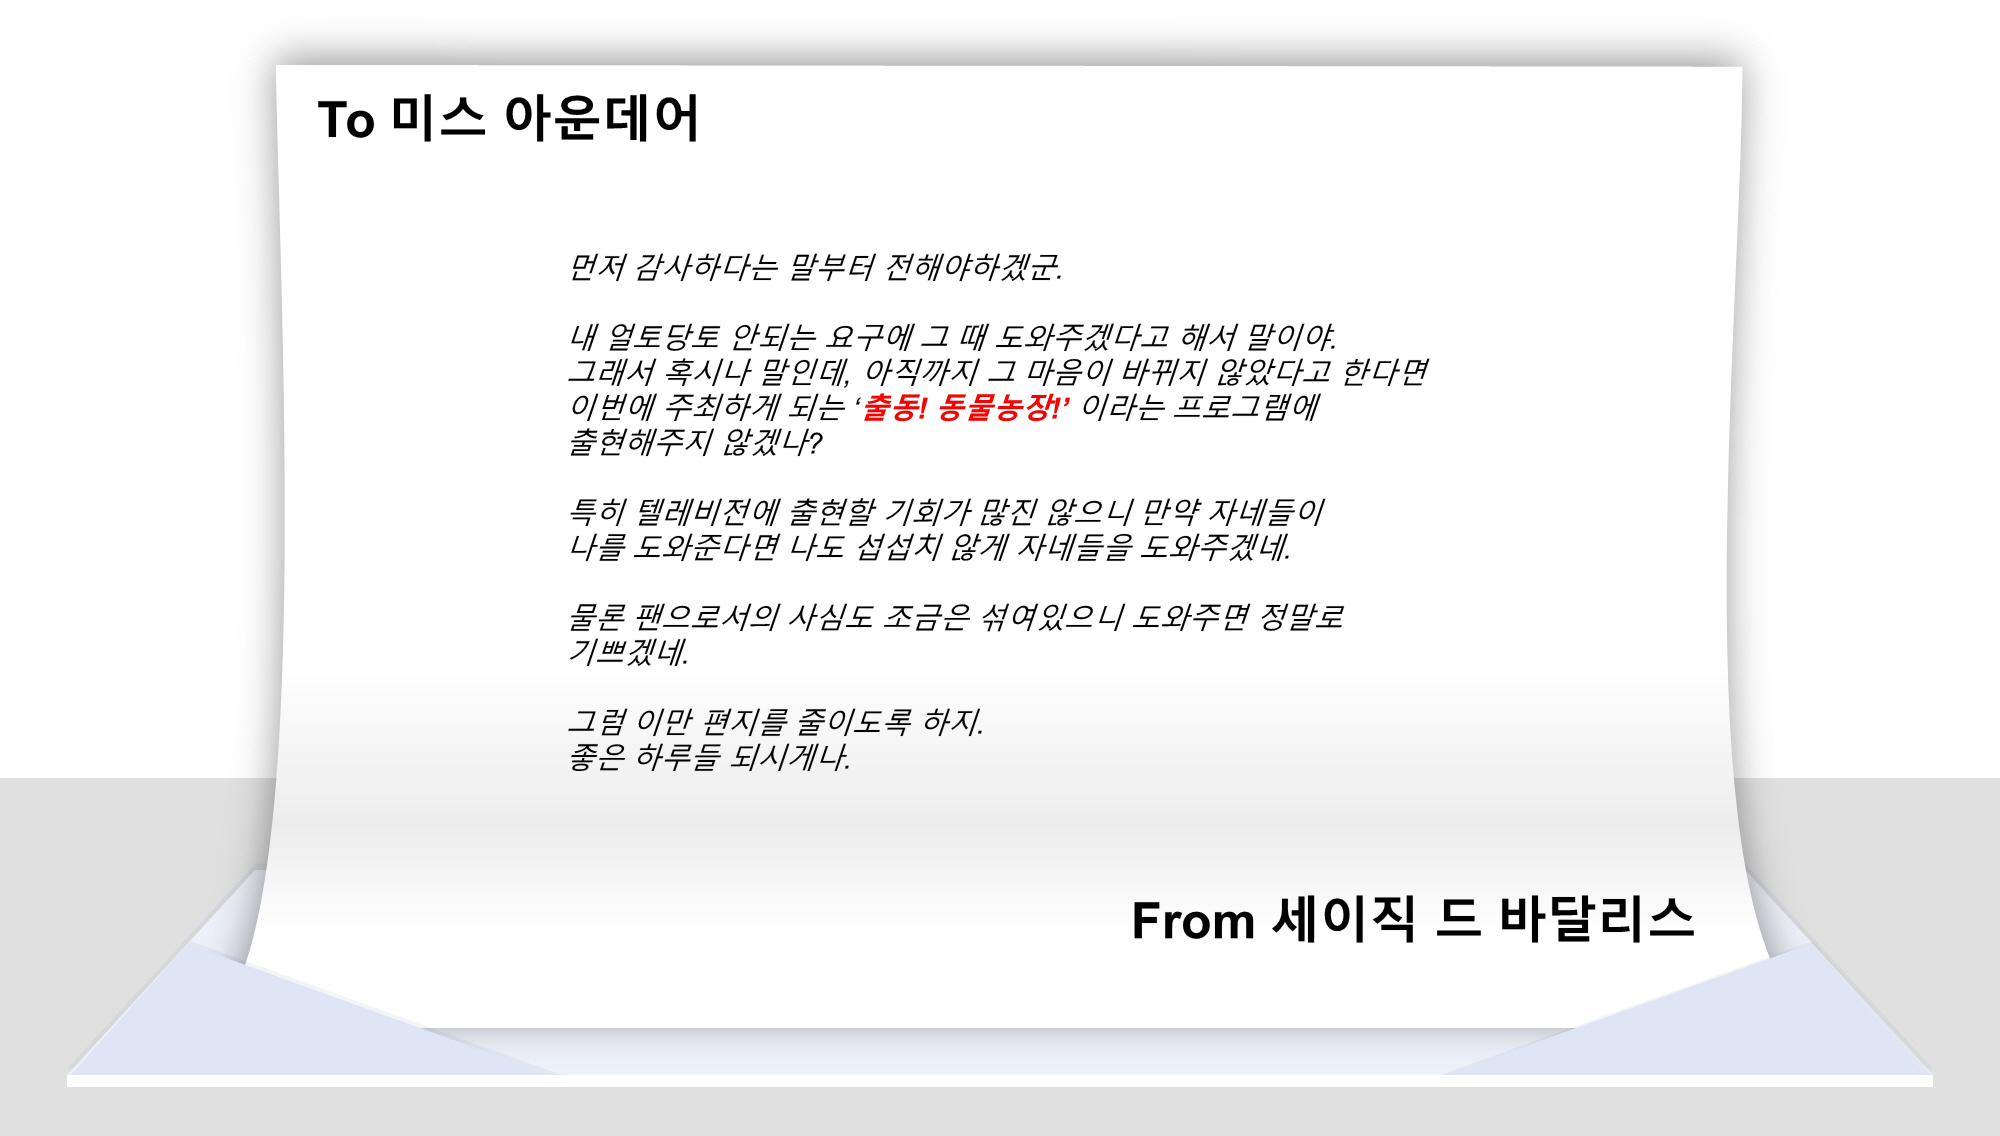 To 미스 아운데어
먼저 감사하다는 말부터 전해야하겠군.
내 얼토당토 안되는 요구에 그 때 도와주겠다고 해서 말이야.
그래서 혹시나 말인데, 아직까지 그 마음이 바뀌지 않았다고 한다면
이번에 주최하게 되는 ‘출동! 동물농장!’ 이라는 프로그램에
출현해주지 않겠나?
특히 텔레비전에 출현할 기회가 많진 않으니 만약 자네들이
나를 도와준다면 나도 섭섭치 않게 자네들을 도와주겠네.
물론 팬으로서의 사심도 조금은 섞여있으니 도와주면 정말로
기쁘겠네.
그럼 이만 편지를 줄이도록 하지.
좋은 하루들 되시게나.
From 세이직 드 바달리스